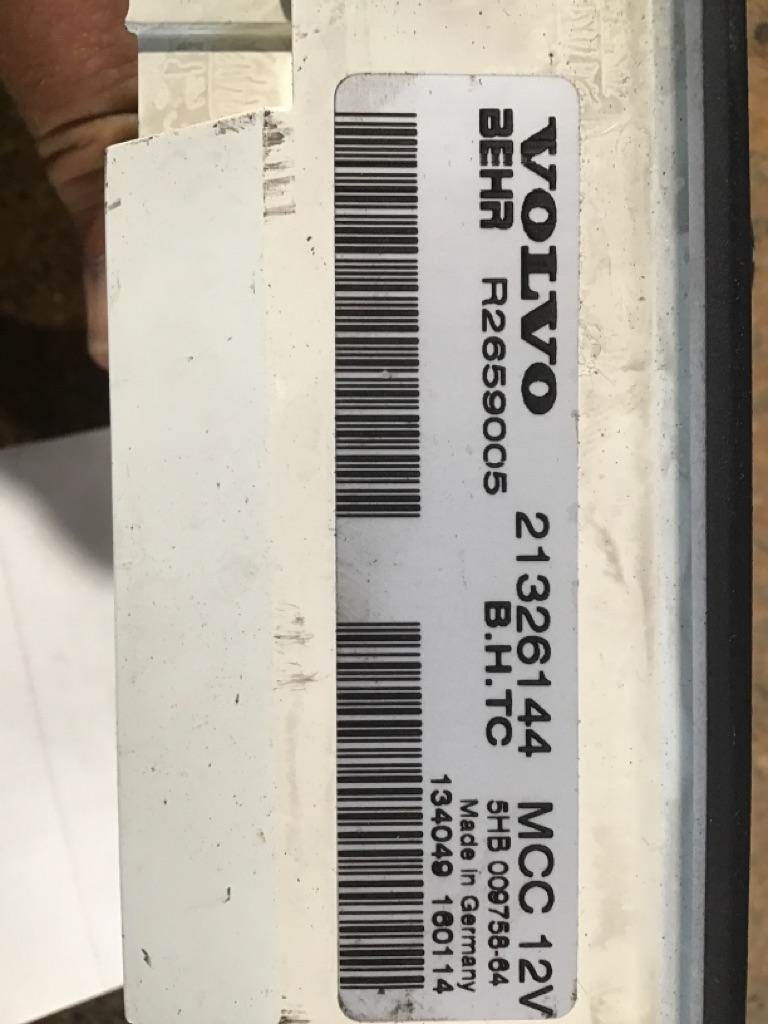 VOLVO 21326144 MCC 12V
BEHR R2659005 B.H.TC 5HB 009758-64
Made in Germany
134049 160114